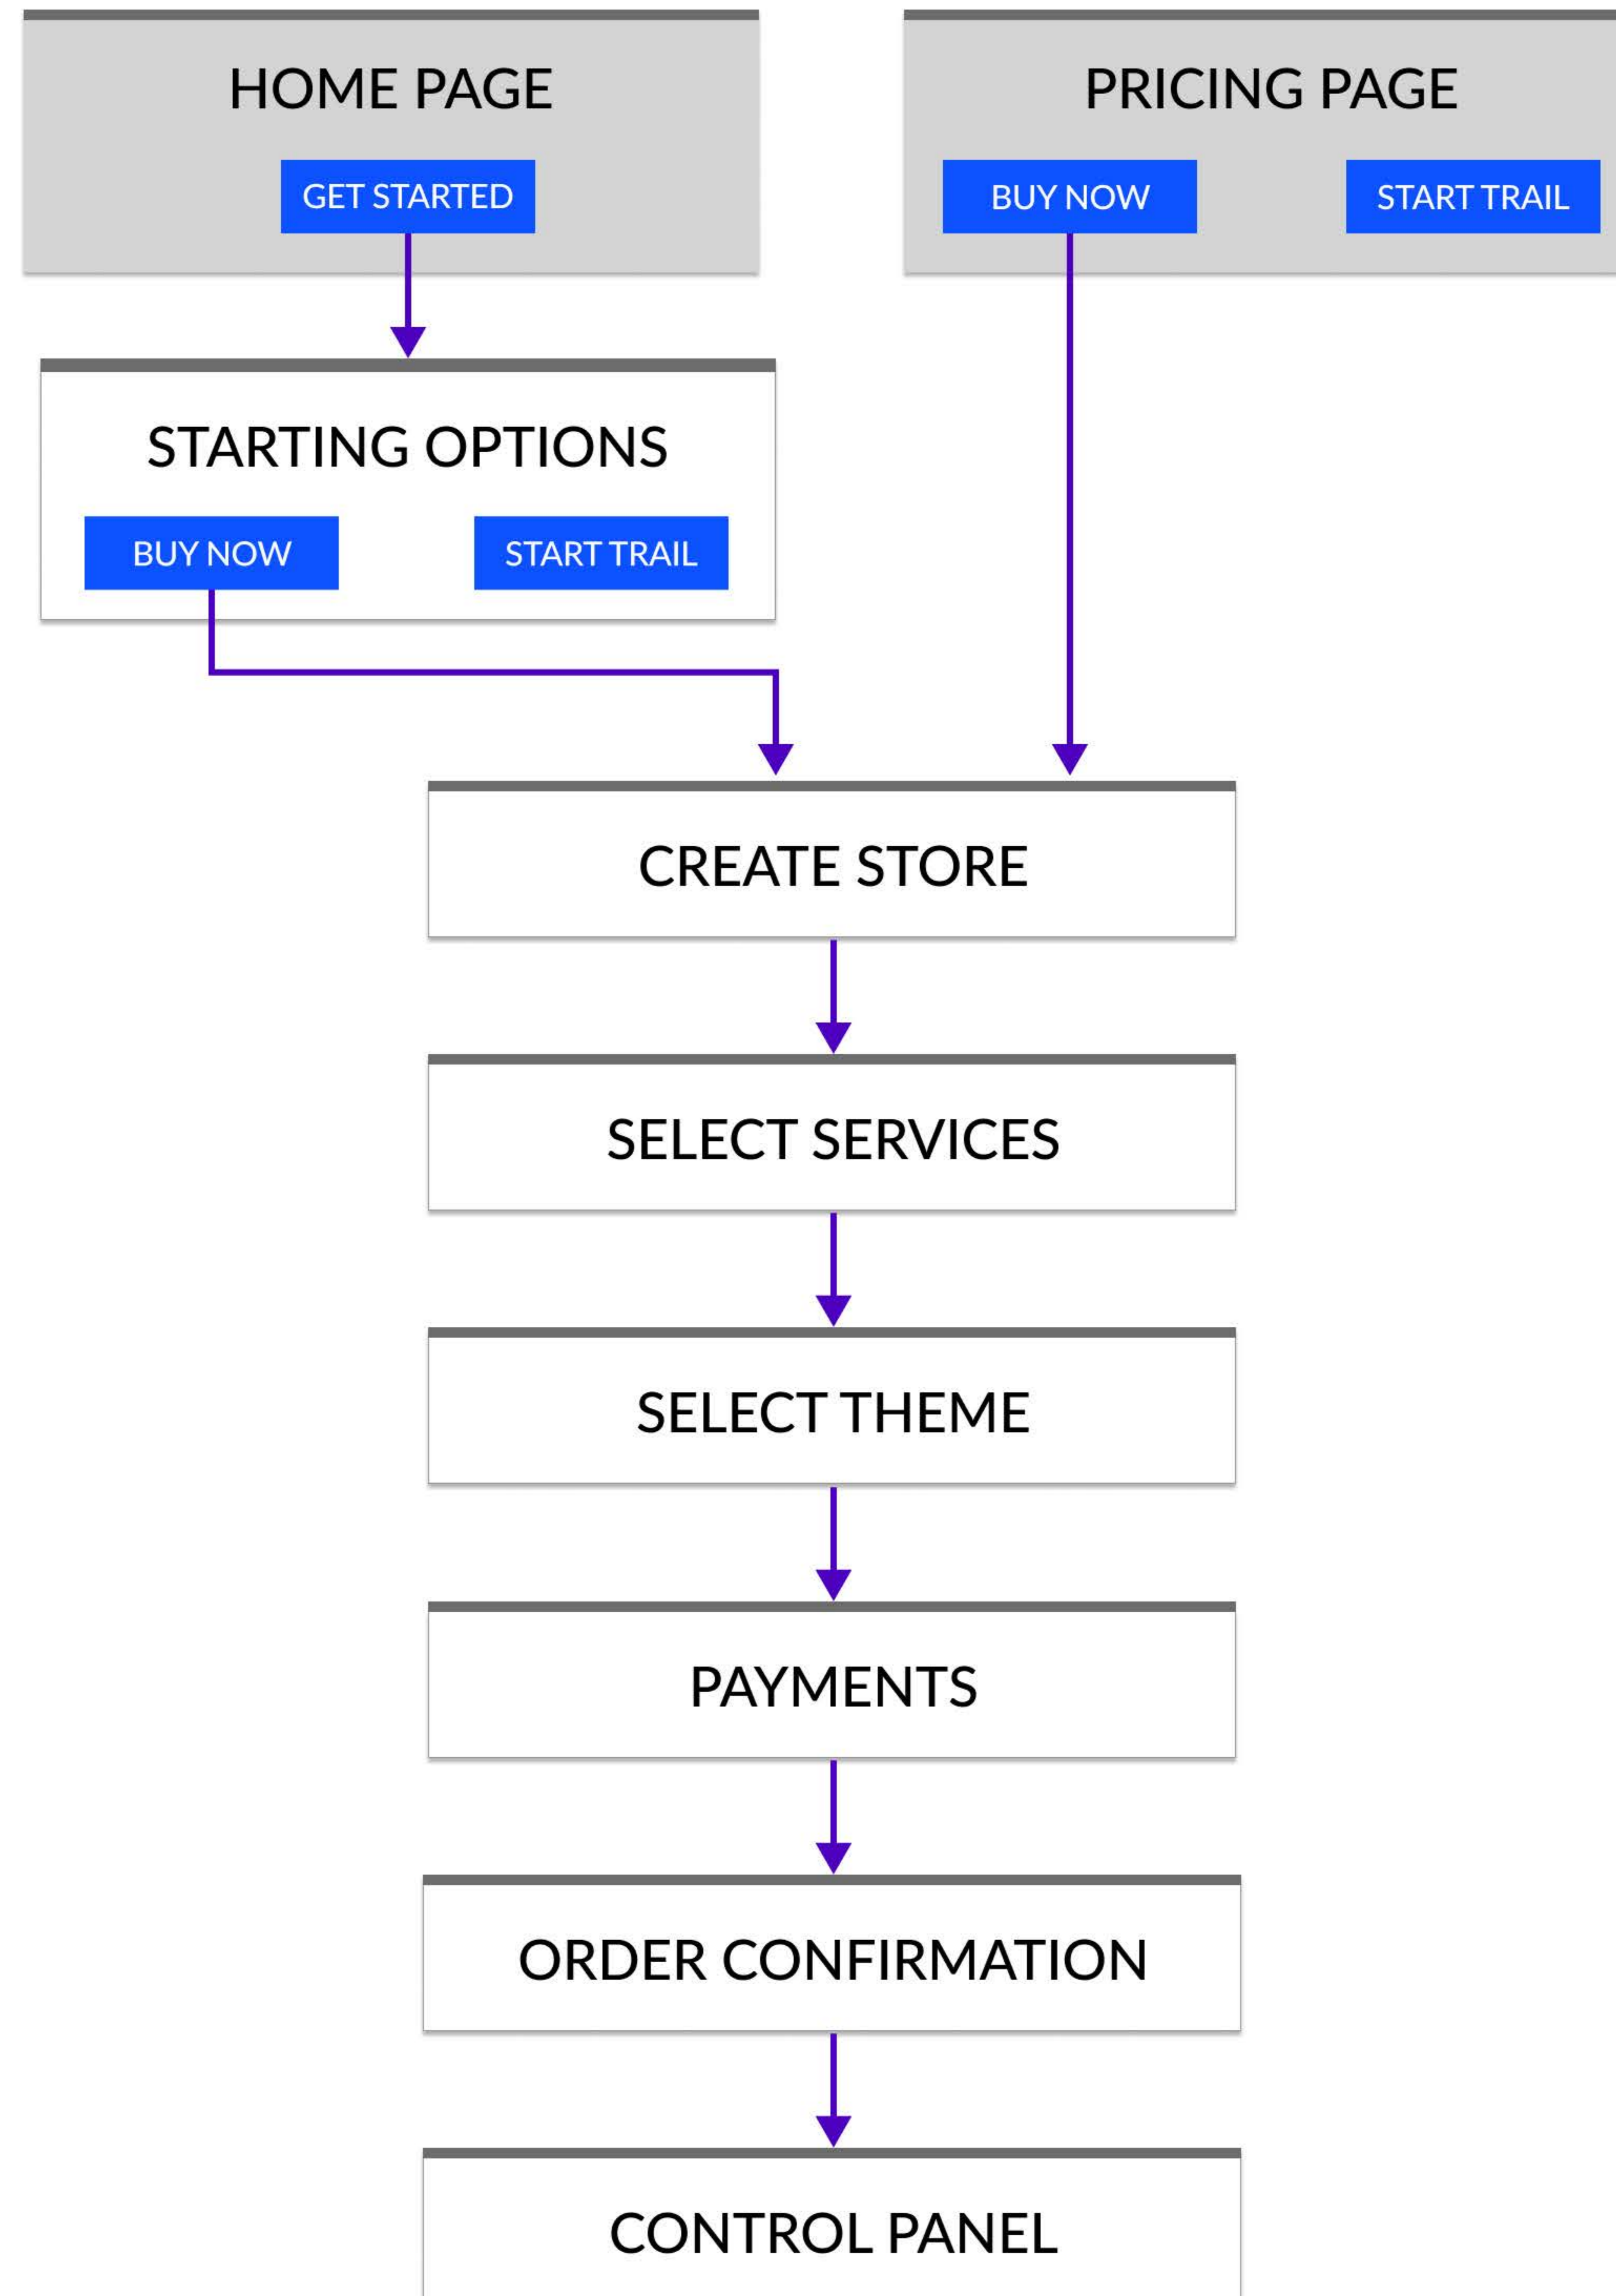 HOME PAGE
GET STARTED
PRICING PAGE
BUY NOW
START TRAIL
STARTING OPTIONS
BUY NOW
START TRAIL
CREATE STORE
SELECT SERVICES
SELECT THEME
PAYMENTS
ORDER CONFIRMATION
CONTROL PANEL